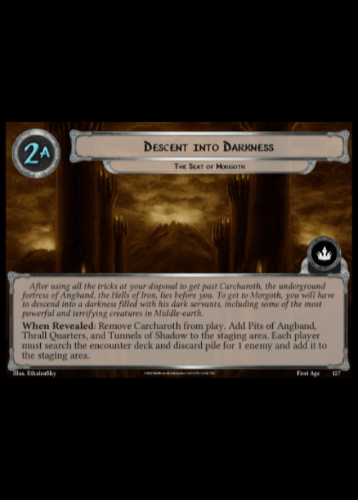 2A
DESCENT INTO DARKNESS
THE SEAT OF MORGOTH
After using all the tricks at your disposal to get past Carcharoth, the underground
fortress of Angband, the Hells of Iron, lies before you. To get to Morgoth, you will have
to descend into a darkness filled with his dark servants, including some of the most
powerful and terrifying creatures in Middle-earth.
When Revealed: Remove Carcharoth from play. Add Pits of Angband,
Thrall Quarters, and Tunnels of Shadow to the staging area. Each player
must search the encounter deck and discard pile for 1 enemy and add it to
the staging area.
Illus. EthalenSky
First Age
127